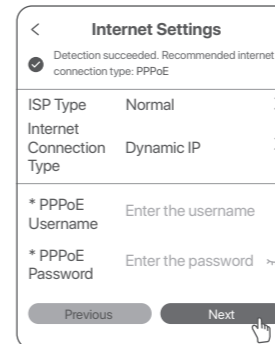 Internet Settings
Detection succeeded. Recommended internet
connection type: PPPoE
ISP Type Normal
Internet
Connection Dynamic IP
Type
* PPPoE
Username Enter the username
* PPPoE
Password Enter the password
Previous Next